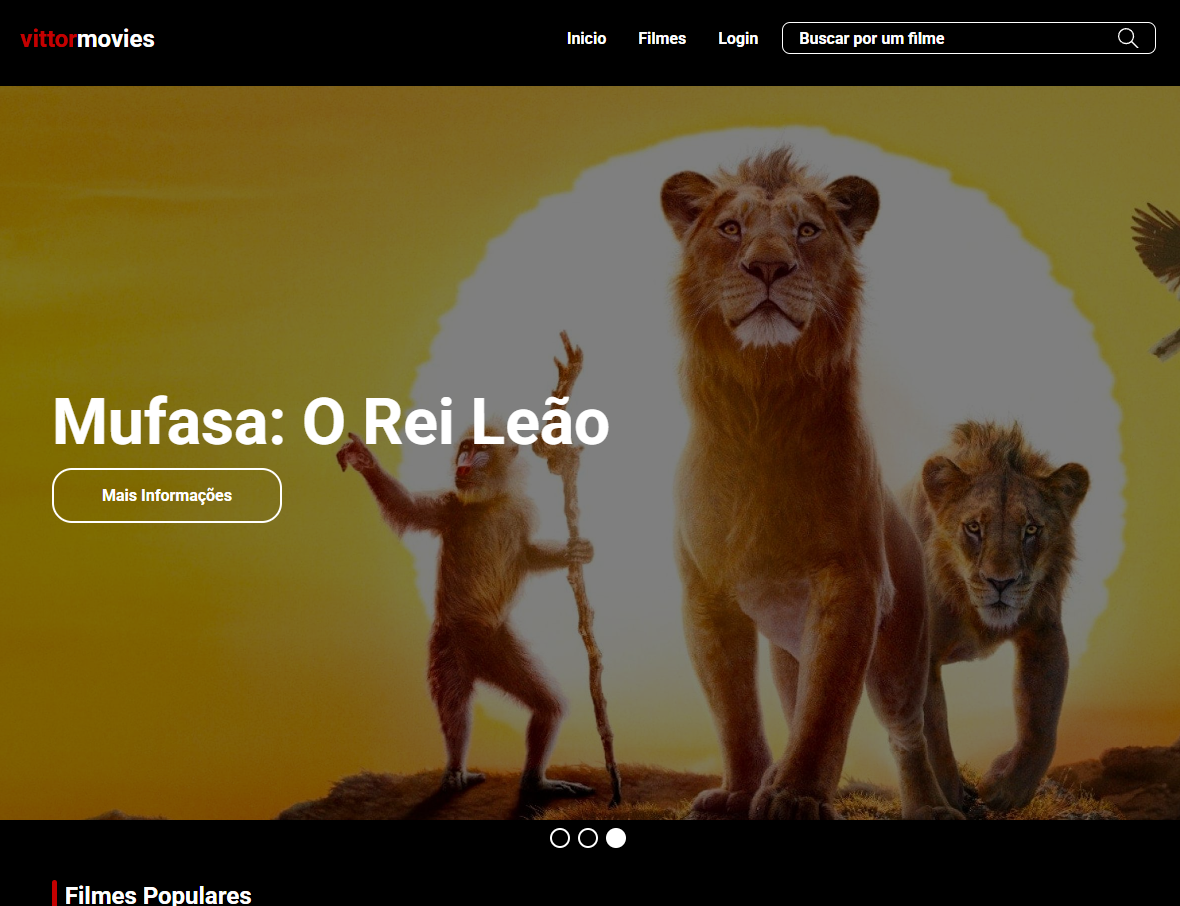 vittormovies
Inicio Filmes Login Buscar por um filme
Mufasa: O Rei Leão
Mais Informações
Filmes Populares